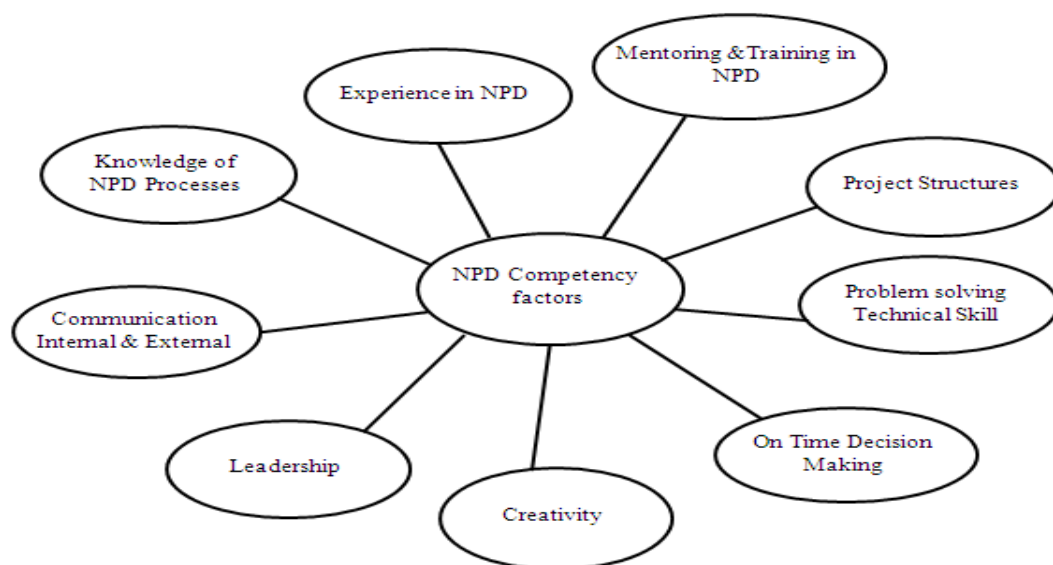 Mentoring &Training in
NPD
Experience in NPD
Knowledge of
NPD Processes
Project Structures
NPD Competency
factors
Problem solving
Technical Skill
Communication
Internal & External
On Time Decision
Making
Leadership
Creativity